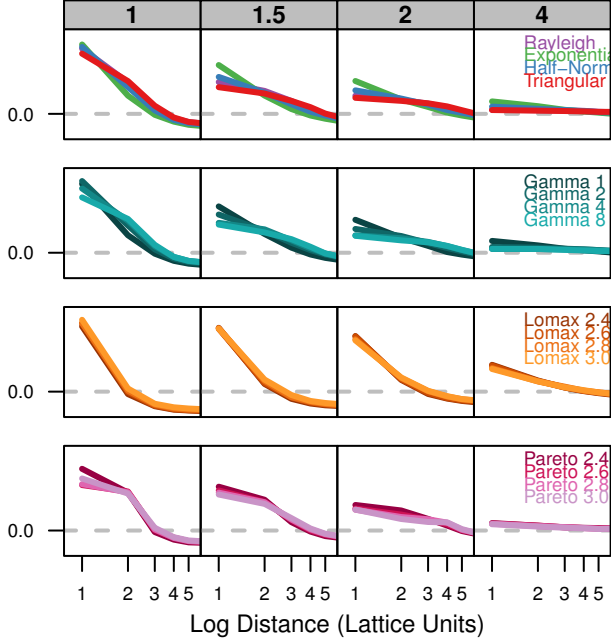 1 1.5 2 4
Rayleigh
Exponentia
Half-Norm
Triangular
0.0
Gamma 1
Gamma 2
Gamma 4
Gamma 8
0.0
Lomax 2.4
Lomax 2.6
Lomax 2.8
Lomax 3.0
0.0
Pareto 2.4
Pareto 2.6
Pareto 2.8
Pareto 3.0
0.0
1 2 3 4 5 1 2 3 4 5 1 2 3 4 5 1 2 3 4 5
Log Distance (Lattice Units)